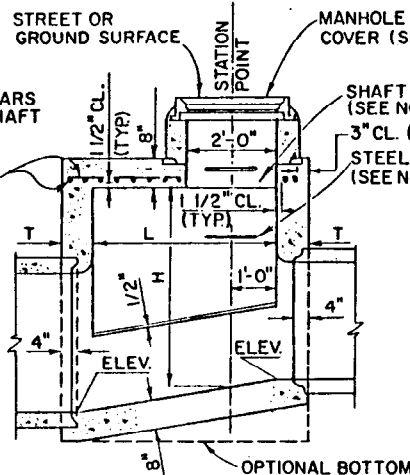 STREET OR
GROUND SURFACE
STATION
POINT
MANHOLE
COVER (S
ARS
HAFT
1 1/2" CL.
(TYP.)
8"
2'-0"
SHAFT
(SEE NO
3" CL. (
STEEL
(SEE N
1 1/2" CL.
(TYP.)
T
L
T
H
1'-0"
1/2"
4"
4"
ELEV.
ELEV.
8"
OPTIONAL BOTTOM